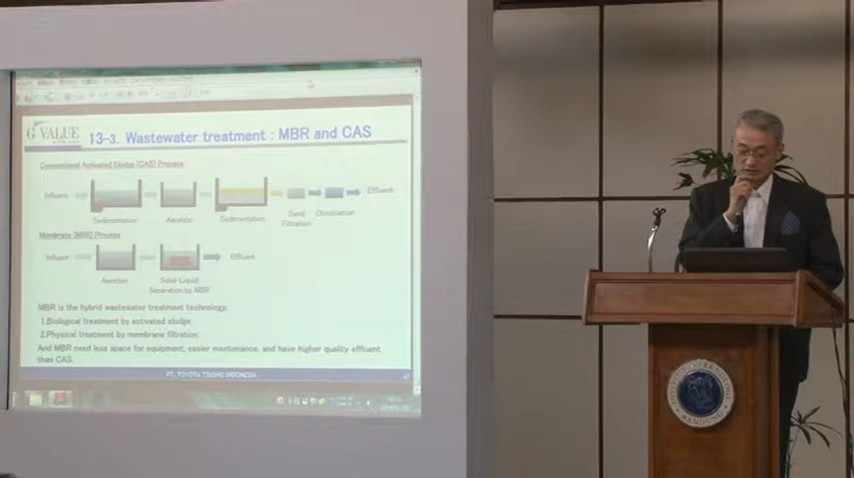 G VALUE
13-3. Wastewater treatment : MBR and CAS
Conventional Activated Sludge (CAS) Process
Influent
Effluent
Sedimentation
Aeration
Sedimentation
Sand
Filtration
Chrolination
Membrane (MBR) Process
Influent
Effluent
Aeration
Solid-Liquid
Separation by MBR
MBR is the hybrid wastewater treatment technology.
1.Biological treatment by activated sludge.
2.Physical treatment by membrane filtration.
And MBR need less space for equipment, easier mentonance, and have higher quality effluent
than CAS.
PT. TOYOTA TSUSHO INDONESIA
BANDUNG